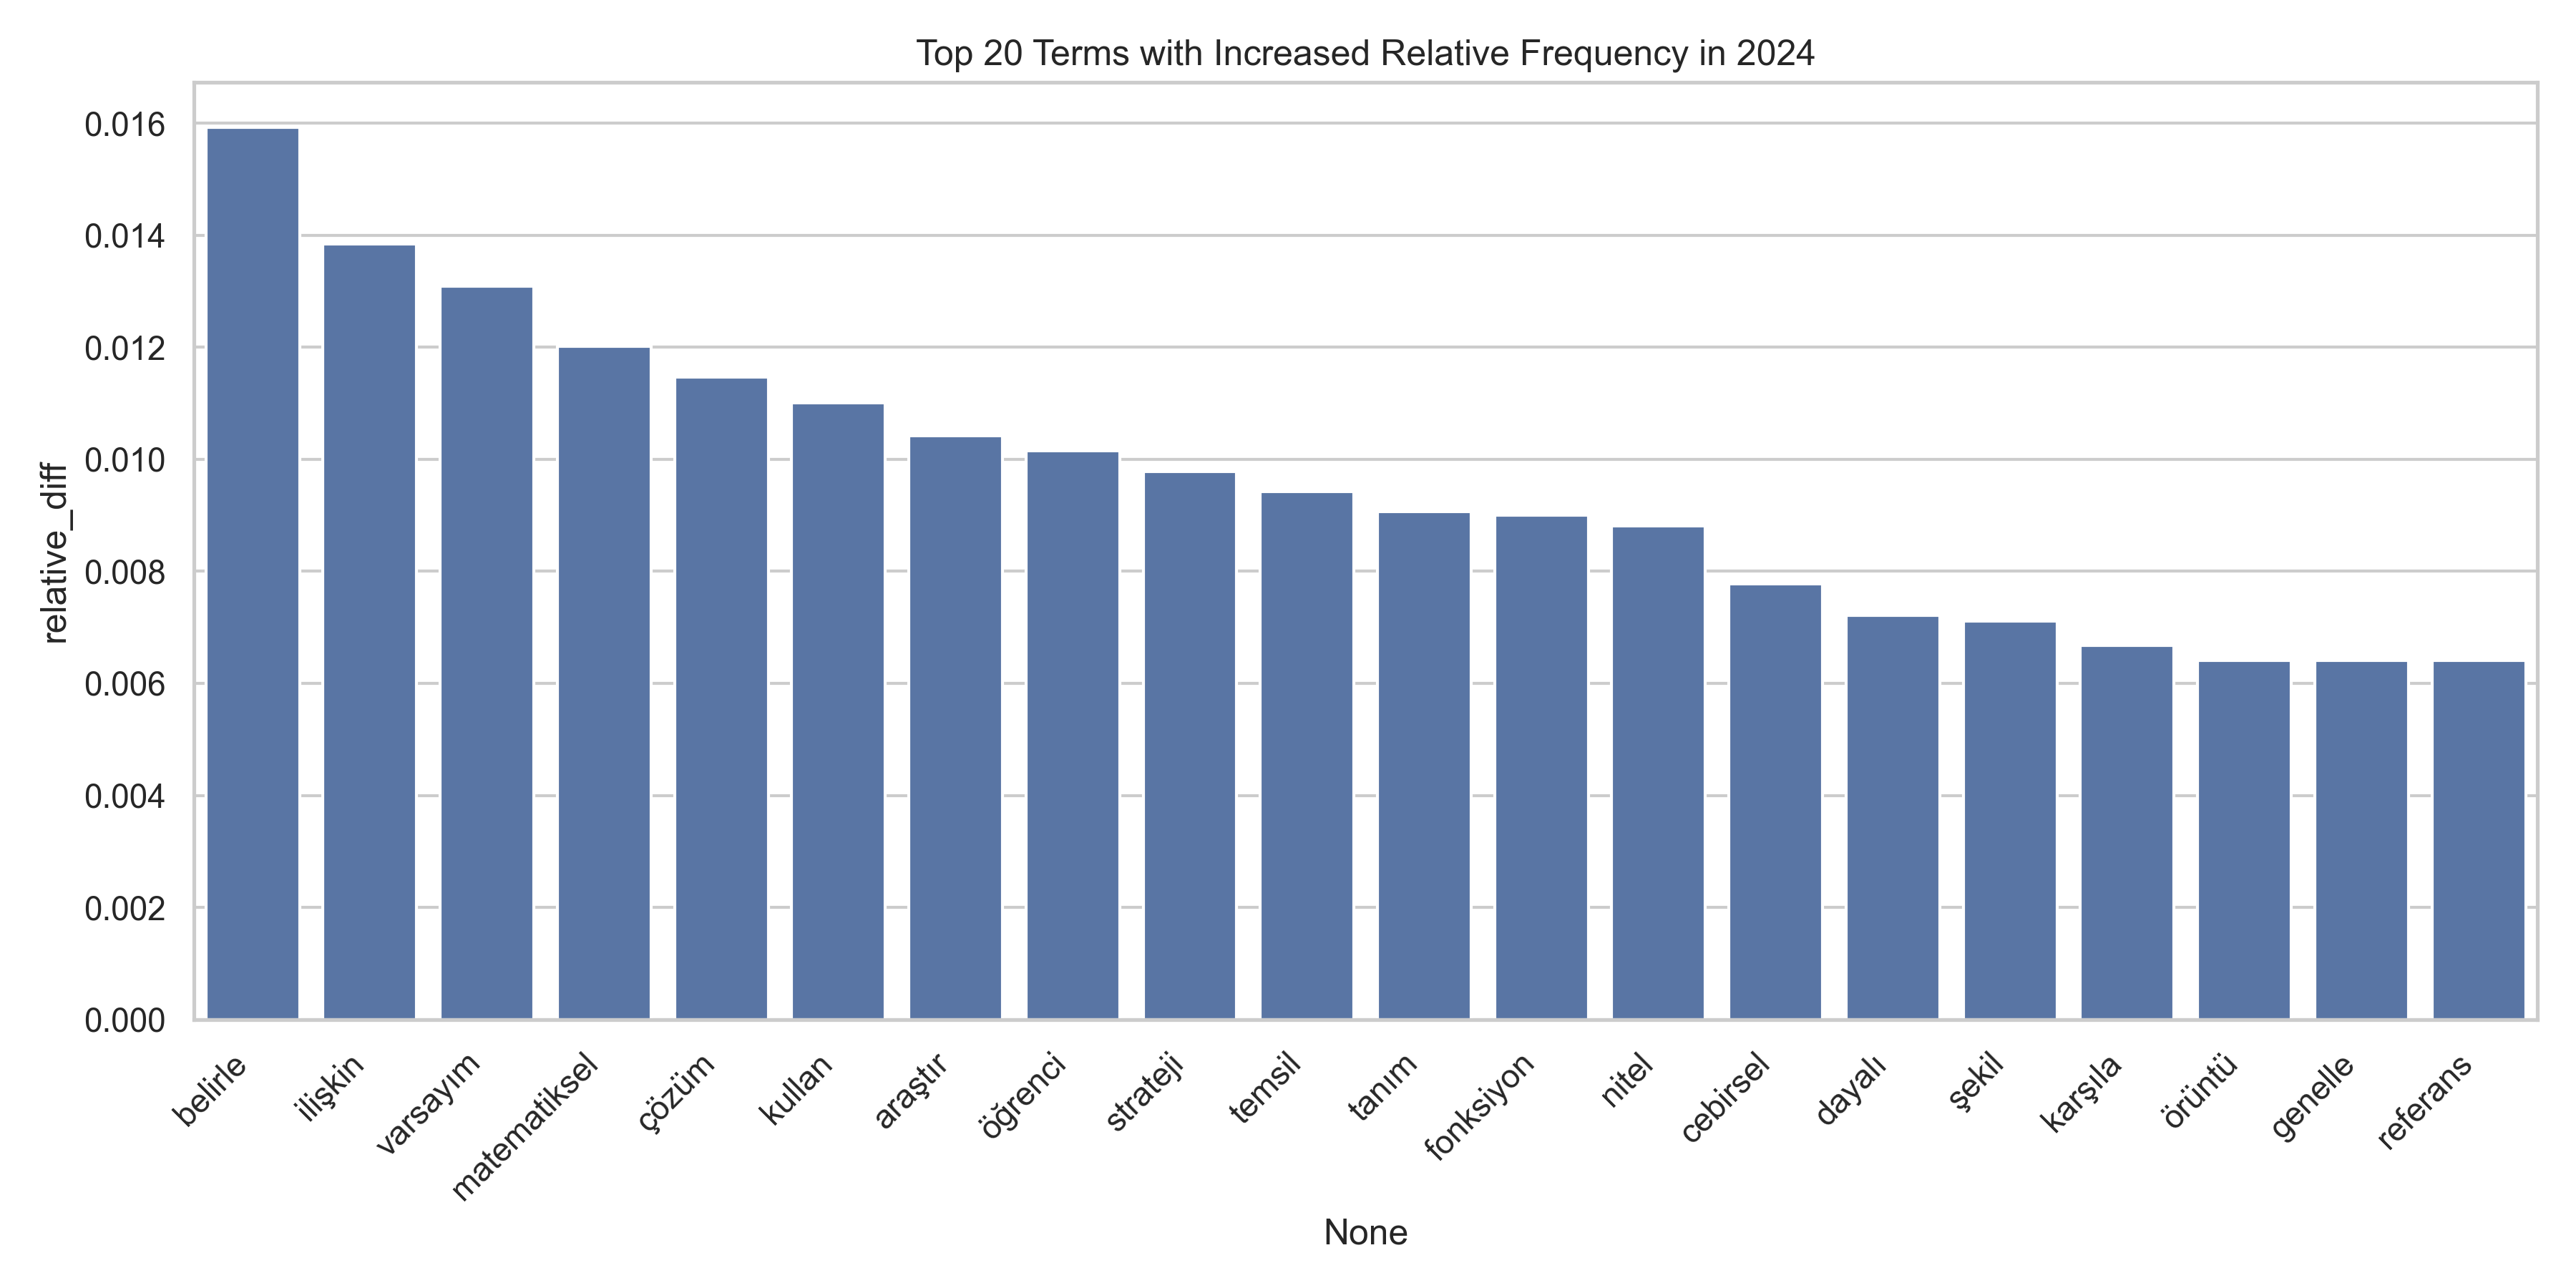 Top 20 Terms with Increased Relative Frequency in 2024
relative_diff
0.016
0.014
0.012
0.010
0.008
0.006
0.004
0.002
0.000
belirle
ilişkin
varsayım
matematiksel
çözüm
kullan
araştır
öğrenci
strateji
temsil
tanım
fonksiyon
nitel
cebirsel
dayalı
şekil
karşıla
örüntü
genelle
referans
None